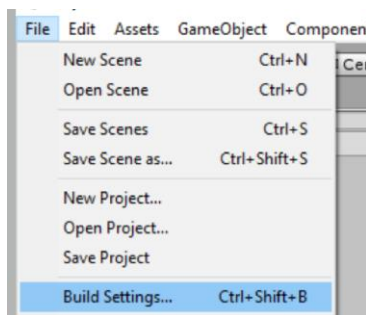 File Edit Assets GameObject Componen
New Scene Ctrl+N
Cer
Open Scene Ctrl+O
Save Scenes Ctrl+S
Save Scene as... Ctrl+Shift+S
New Project...
Open Project...
Save Project
Build Settings... Ctrl+Shift+B